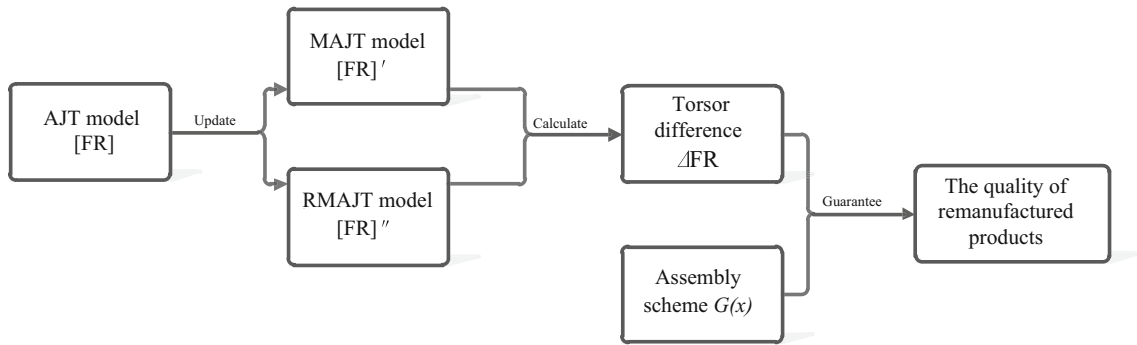 AJT model
[FR]
Update
MAJT model
[FR]′
RMAJT model
[FR]″
Calculate
Torsor
difference
ΔFR
Assembly
scheme G(x)
Guarantee
The quality of
remanufactured
products